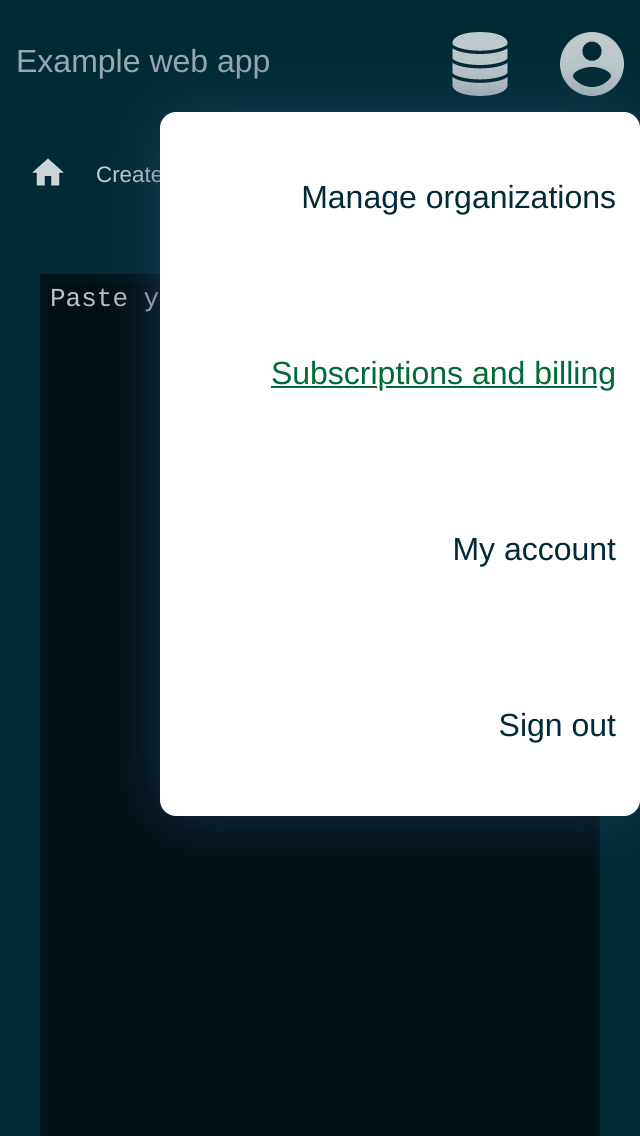 Example web app
Create
Manage organizations
Paste y
Subscriptions and billing
My account
Sign out